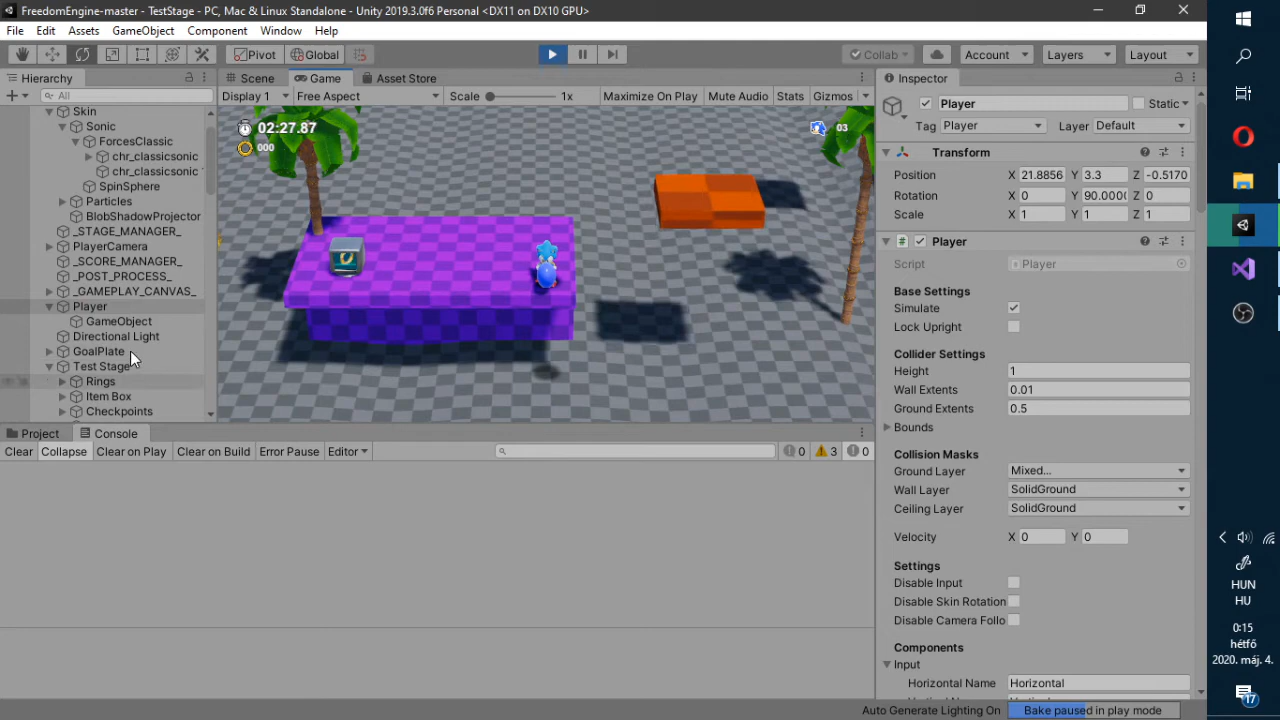 FreedomEngine-master - TestStage - PC, Mac & Linux Standalone - Unity 2019.3.0f6 Personal <DX11 on DX10 GPU>
File Edit Assets GameObject Component Window Help
Pivot Global Collab Account Layers Layout
Hierarchy
All
Skin
Sonic
ForcesClassic
chr_classicsonic
chr_classicsonic
SpinSphere
Particles
BlobShadowProjector
_STAGE_MANAGER_
PlayerCamera
_SCORE_MANAGER_
_POST_PROCESS_
_GAMEPLAY_CANVAS_
Player
GameObject
Directional Light
GoalPlate
Test Stage
Rings
Item Box
Checkpoints
Scene Game Asset Store
Display 1 Free Aspect Scale 1x Maximize On Play Mute Audio Stats Gizmos
02:27.87
000
03
Project Console
Clear Collapse Clear on Play Clear on Build Error Pause Editor 0 3 0
Inspector
Player Static
Tag Player Layer Default
Transform
Position X 21.8856 Y 3.3 Z -0.5170
Rotation X 0 Y 90.0000 Z 0
Scale X 1 Y 1 Z 1
Player
Script Player
Base Settings
Simulate
Lock Upright
Collider Settings
Height 1
Wall Extents 0.01
Ground Extents 0.5
Bounds
Collision Masks
Ground Layer Mixed...
Wall Layer SolidGround
Ceiling Layer SolidGround
Velocity X 0 Y 0
Settings
Disable Input
Disable Skin Rotation
Disable Camera Follo
Components
Input
Horizontal Name Horizontal
Auto Generate Lighting On Bake paused in play mode
HUN
HU
0:15
hétfő
2020. máj. 4.
17